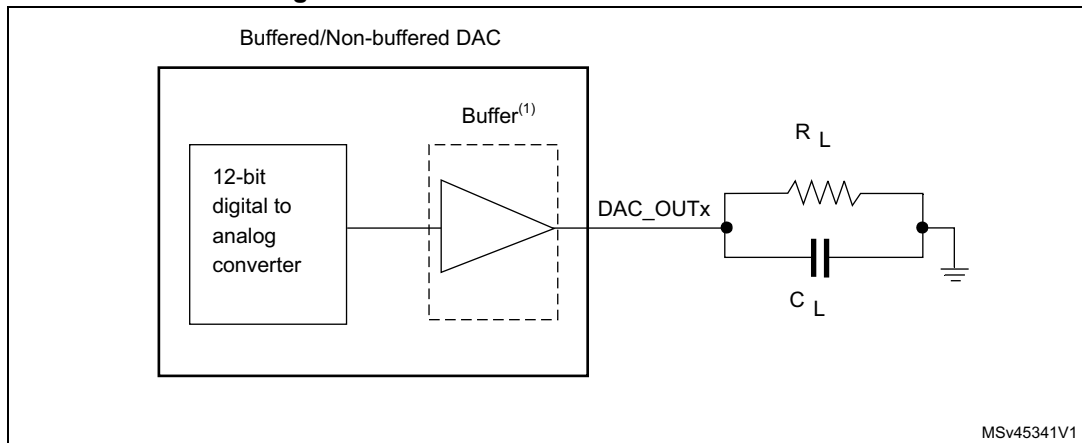 Buffered/Non-buffered DAC
Buffer(1)
12-bit
digital to
analog
converter
DAC_OUTx
R L
C L
MSv45341V1